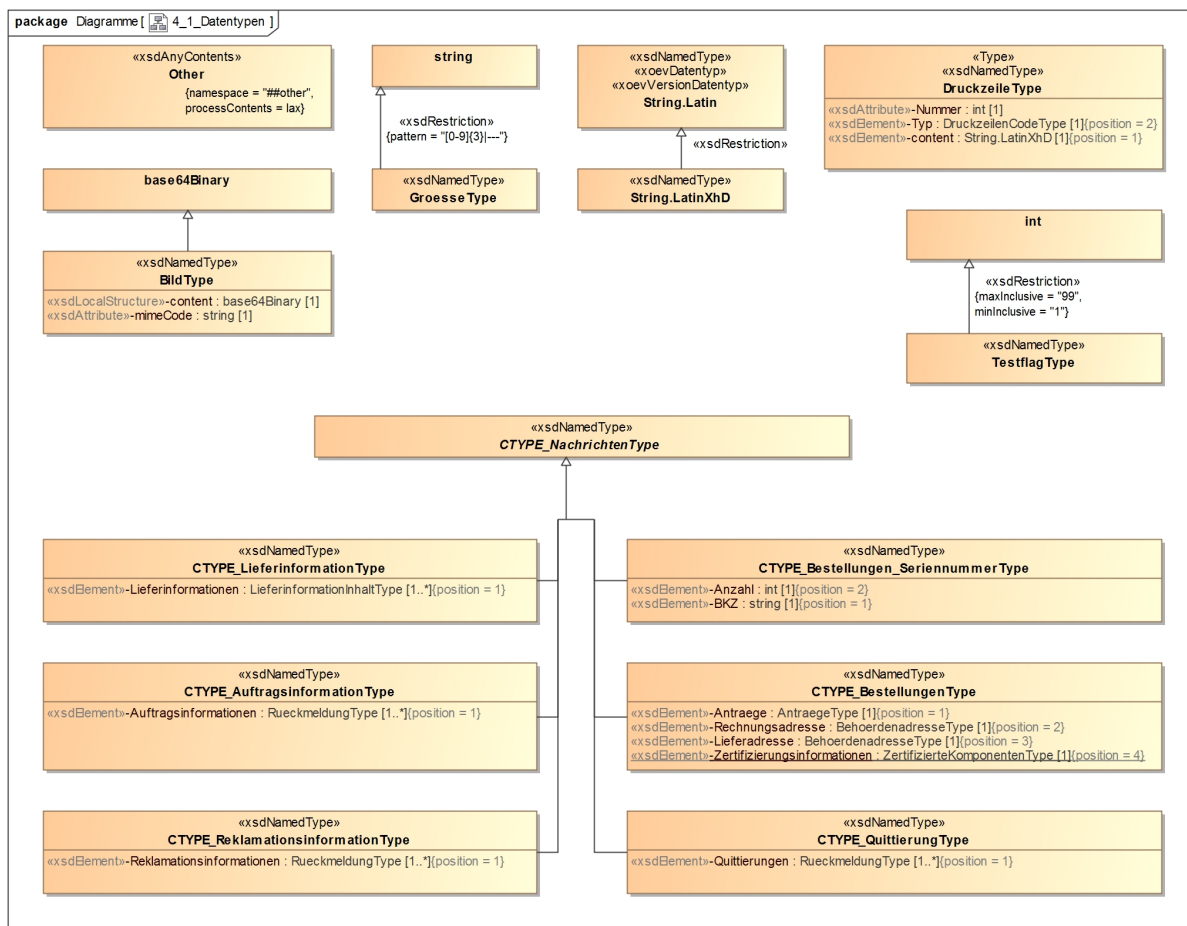 package Diagramme [ 4_1_Datentypen ]
«xsdAnyContents»
Other
{namespace = "##other",
processContents = lax}
string
«xsdRestriction»
{pattern = "[0-9]{3}|---"}
«xsdNamedType»
GroesseType
«xsdNamedType»
«xoevDatentyp»
«xoevVersionDatentyp»
String.Latin
«xsdRestriction»
«xsdNamedType»
String.LatinXhD
«Type»
«xsdNamedType»
DruckzeileType
«xsdAttribute»-Nummer : int [1]
«xsdElement»-Typ : DruckzeilenCodeType [1]{position = 2}
«xsdElement»-content : String.LatinXhD [1]{position = 1}
base64Binary
«xsdNamedType»
BildType
«xsdLocalStructure»-content : base64Binary [1]
«xsdAttribute»-mimeCode : string [1]
int
«xsdRestriction»
{maxInclusive = "99",
minInclusive = "1"}
«xsdNamedType»
TestflagType
«xsdNamedType»
CTYPE_NachrichtenType
«xsdNamedType»
CTYPE_LieferinformationType
«xsdElement»-Lieferinformationen : LieferinformationInhaltType [1..*]{position = 1}
«xsdNamedType»
CTYPE_Bestellungen_SeriennummerType
«xsdElement»-Anzahl : int [1]{position = 2}
«xsdElement»-BKZ : string [1]{position = 1}
«xsdNamedType»
CTYPE_AuftragsinformationType
«xsdElement»-Auftragsinformationen : RueckmeldungType [1..*]{position = 1}
«xsdNamedType»
CTYPE_BestellungenType
«xsdElement»-Antraege : AntraegeType [1]{position = 1}
«xsdElement»-Rechnungsadresse : BehoerdenadresseType [1]{position = 2}
«xsdElement»-Lieferadresse : BehoerdenadresseType [1]{position = 3}
«xsdElement»-Zertifizierungsinformationen : ZertifizierteKomponentenType [1]{position = 4}
«xsdNamedType»
CTYPE_ReklamationsinformationType
«xsdElement»-Reklamationsinformationen : RueckmeldungType [1..*]{position = 1}
«xsdNamedType»
CTYPE_QuittierungType
«xsdElement»-Quittierungen : RueckmeldungType [1..*]{position = 1}